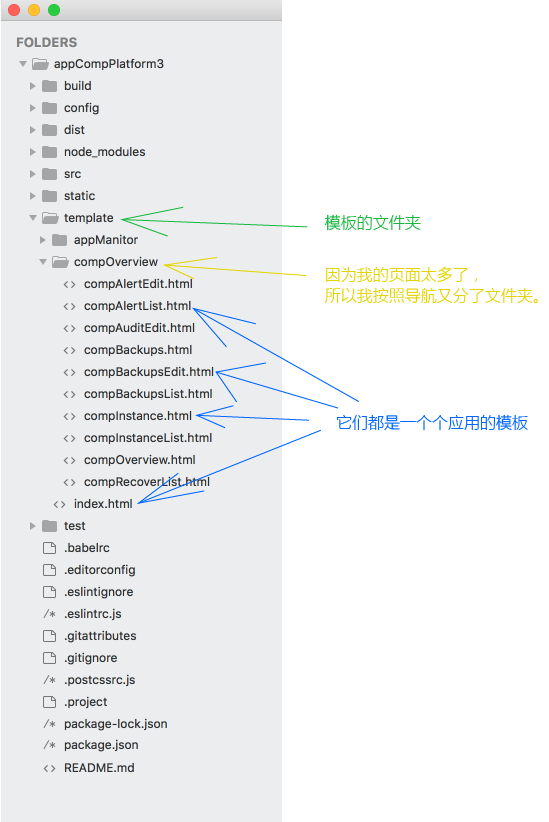 FOLDERS
appCompPlatform3
build
config
dist
node_modules
src
static
template
模板的文件夹
appManitor
compOverview
因为我的页面太多了，
所以我按照导航又分了文件夹。
compAlertEdit.html
compAlertList.html
compAuditEdit.html
compBackups.html
compBackupsEdit.html
compBackupsList.html
compInstance.html
它们都是一个个应用的模板
compInstanceList.html
compOverview.html
compRecoverList.html
index.html
test
.babelrc
.editorconfig
.eslintignore
/* .eslintrc.js
.gitattributes
.gitignore
/* .postcssrc.js
.project
/* package-lock.json
/* package.json
<> README.md